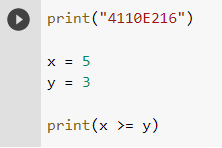 print("4110E216")
x = 5
y = 3
print(x >= y)